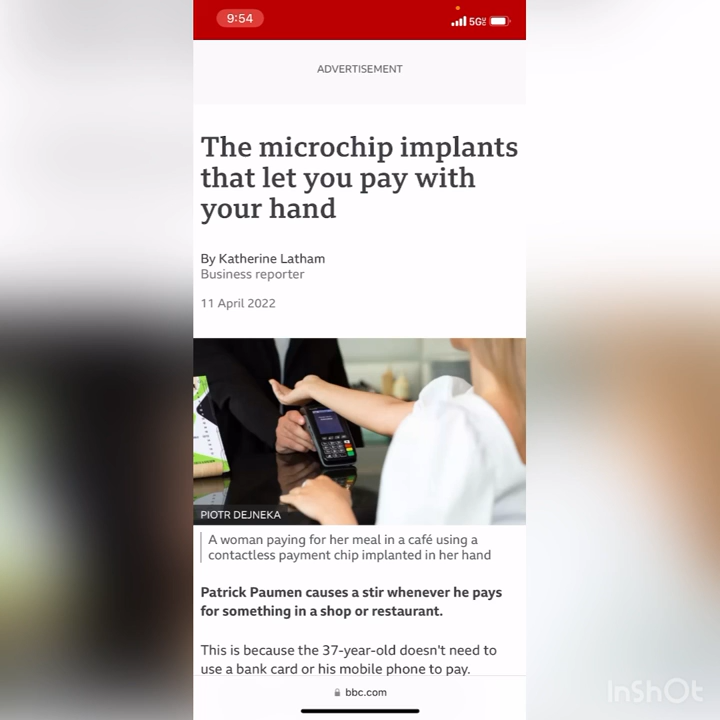 9:54
5G
ADVERTISEMENT
The microchip implants
that let you pay with
your hand
By Katherine Latham
Business reporter
11 April 2022
PIOTR DEJNEKA
A woman paying for her meal in a café using a
contactless payment chip implanted in her hand
Patrick Paumen causes a stir whenever he pays
for something in a shop or restaurant.
This is because the 37-year-old doesn't need to
use a bank card or his mobile phone to pay.
bbc.com
InShOt